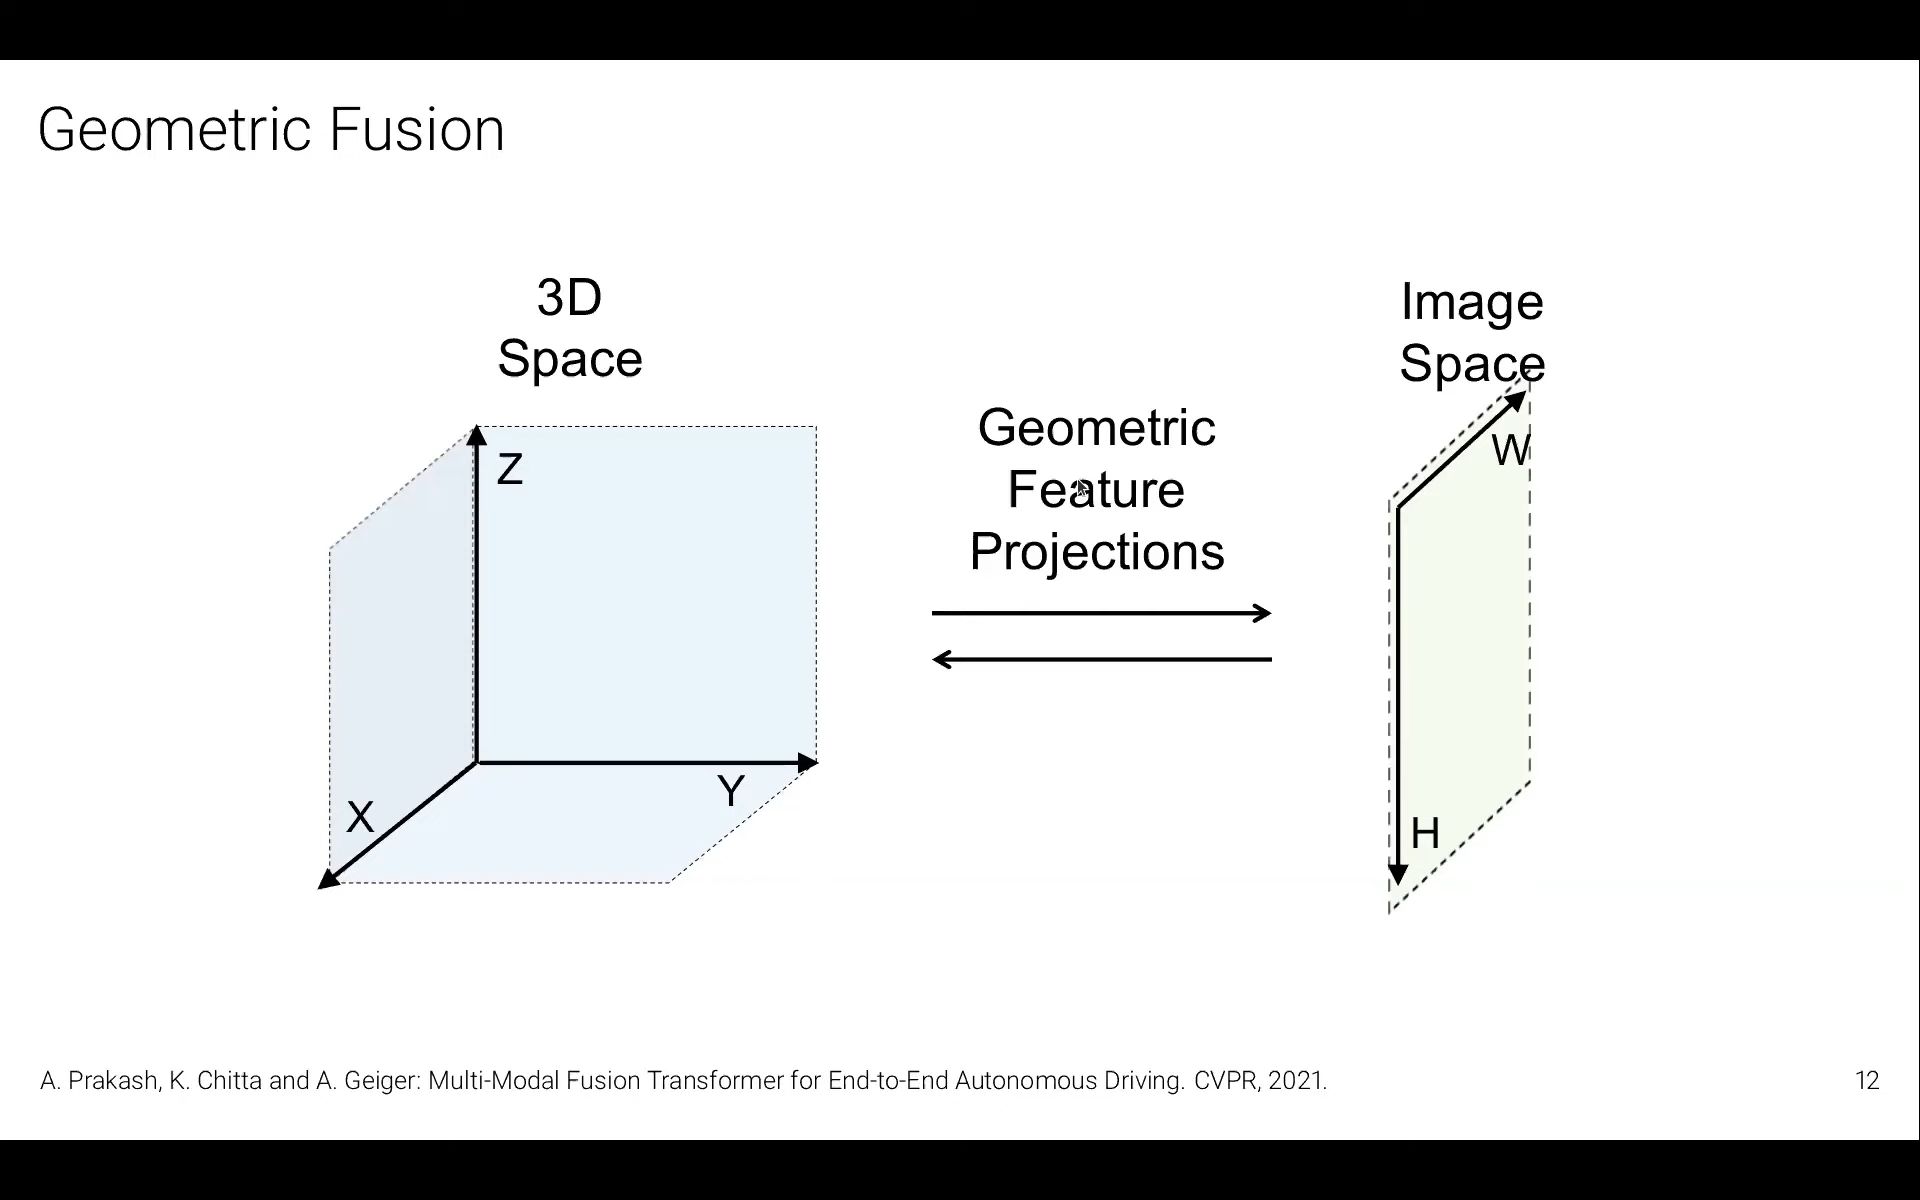 Geometric Fusion
3D
Space
Image
Space
Geometric
Feature
Projections
Z
Y
X
W
H
A. Prakash, K. Chitta and A. Geiger: Multi-Modal Fusion Transformer for End-to-End Autonomous Driving. CVPR, 2021.
12